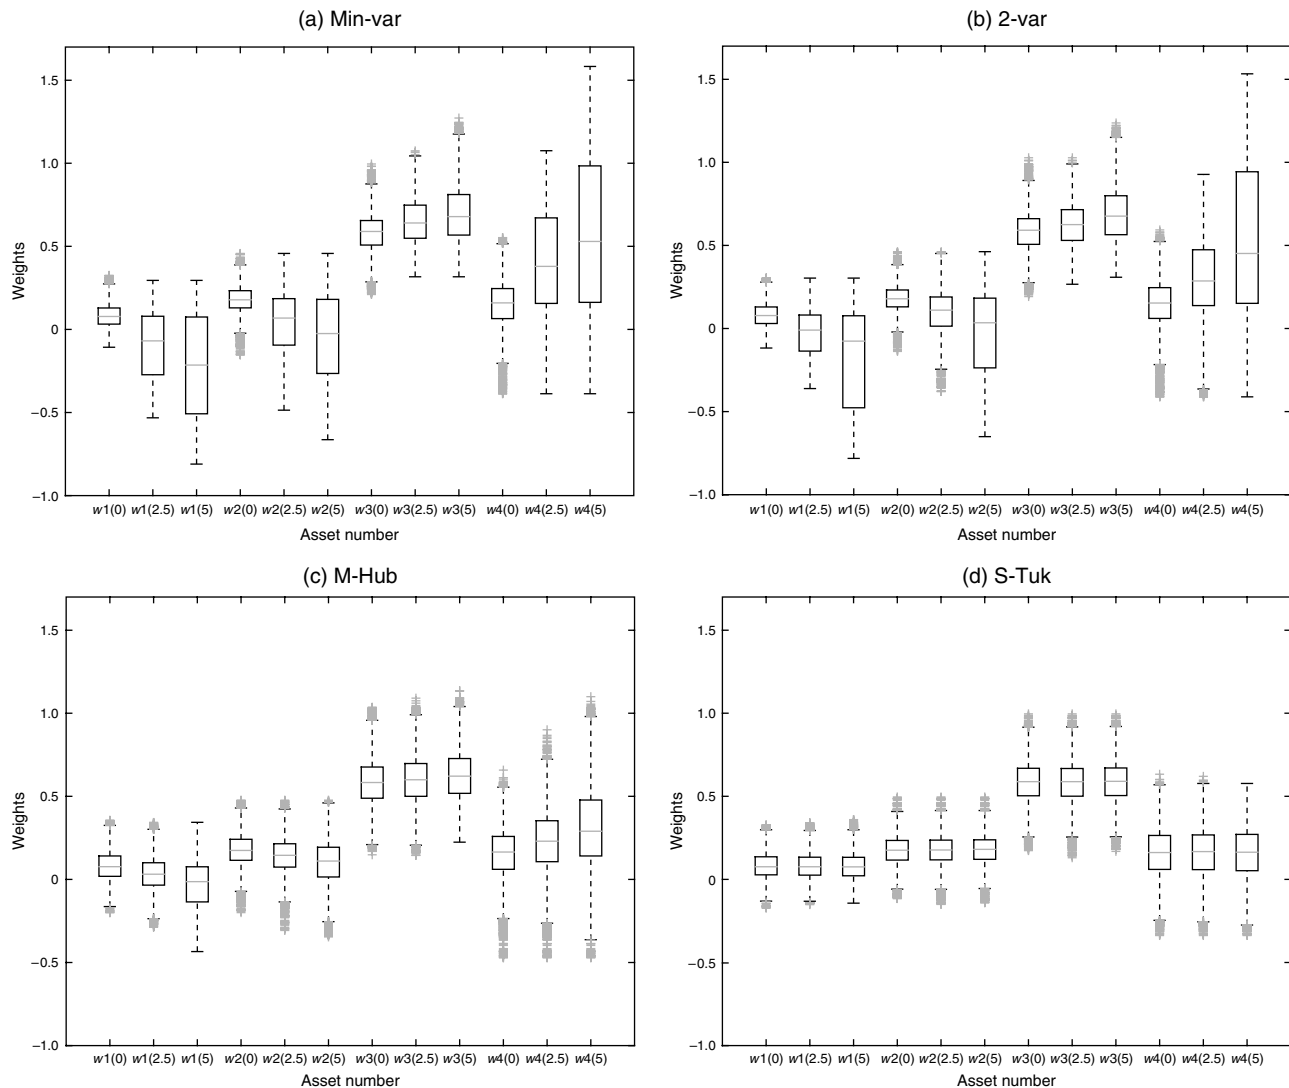 (a) Min-var
Weights
1.5
1.0
0.5
0
−0.5
−1.0
w1(0) w1(2.5) w1(5) w2(0) w2(2.5) w2(5) w3(0) w3(2.5) w3(5) w4(0) w4(2.5) w4(5)
Asset number
(b) 2-var
Weights
1.5
1.0
0.5
0
−0.5
−1.0
w1(0) w1(2.5) w1(5) w2(0) w2(2.5) w2(5) w3(0) w3(2.5) w3(5) w4(0) w4(2.5) w4(5)
Asset number
(c) M-Hub
Weights
1.5
1.0
0.5
0
−0.5
−1.0
w1(0) w1(2.5) w1(5) w2(0) w2(2.5) w2(5) w3(0) w3(2.5) w3(5) w4(0) w4(2.5) w4(5)
Asset number
(d) S-Tuk
Weights
1.5
1.0
0.5
0
−0.5
−1.0
w1(0) w1(2.5) w1(5) w2(0) w2(2.5) w2(5) w3(0) w3(2.5) w3(5) w4(0) w4(2.5) w4(5)
Asset number